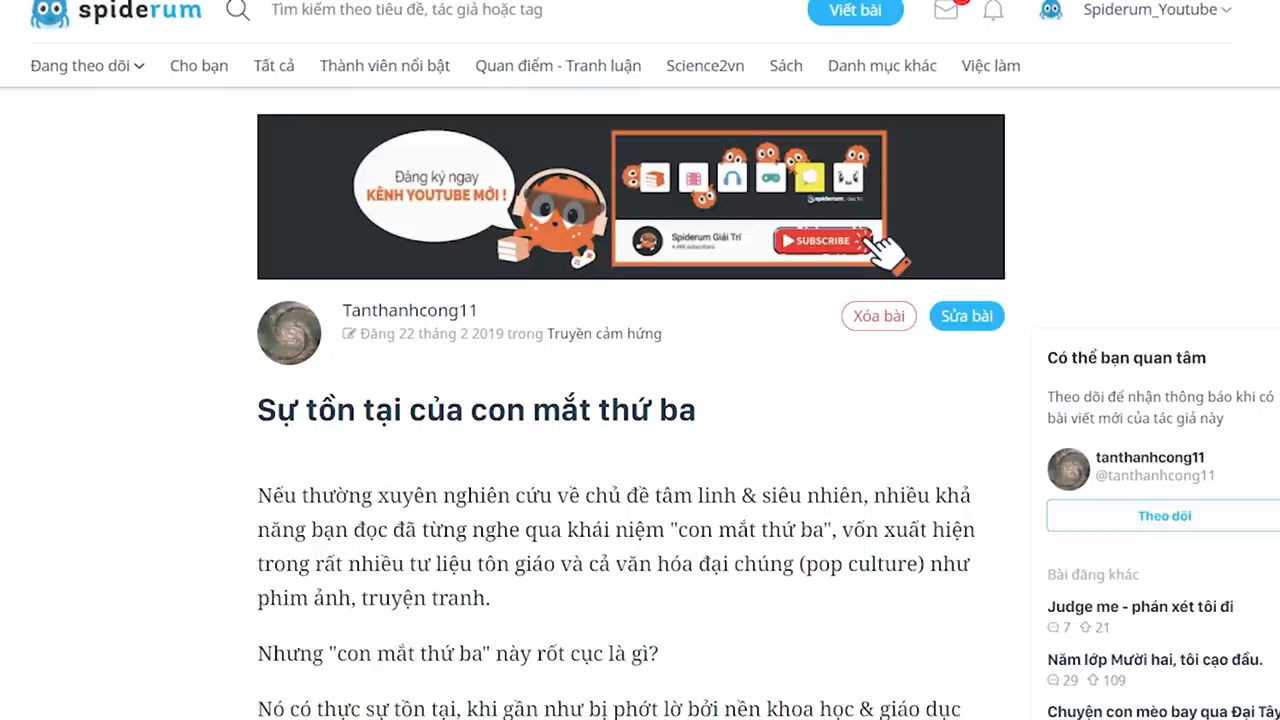 spiderum
Tìm kiếm theo tiêu đề, tác giả hoặc tag
Viết bài
Spiderum_Youtube
Đang theo dõi
Cho bạn
Tất cả
Thành viên nổi bật
Quan điểm - Tranh luận
Science2vn
Sách
Danh mục khác
Việc làm
Đăng ký ngay
KÊNH YOUTUBE MỚI !
spiderum
Spiderum Giải Trí
SUBSCRIBE
Tanthanhcong11
Đăng 22 tháng 2 2019 trong Truyền cảm hứng
Xóa bài
Sửa bài
Sự tồn tại của con mắt thứ ba
Nếu thường xuyên nghiên cứu về chủ đề tâm linh & siêu nhiên, nhiều khả
năng bạn đọc đã từng nghe qua khái niệm "con mắt thứ ba", vốn xuất hiện
trong rất nhiều tư liệu tôn giáo và cả văn hóa đại chúng (pop culture) như
phim ảnh, truyện tranh.
Nhưng "con mắt thứ ba" này rốt cục là gì?
Nó có thực sự tồn tại, khi gần như bị phớt lờ bởi nền khoa học & giáo dục
Có thể bạn quan tâm
Theo dõi để nhận thông báo khi có
bài viết mới của tác giả này
tanthanhcong11
@tanthanhcong11
Theo dõi
Bài đăng khác
Judge me - phán xét tôi đi
7 21
Năm lớp Mười hai, tôi cạo đầu.
29 109
Chuyện con mèo bay qua Đại Tây